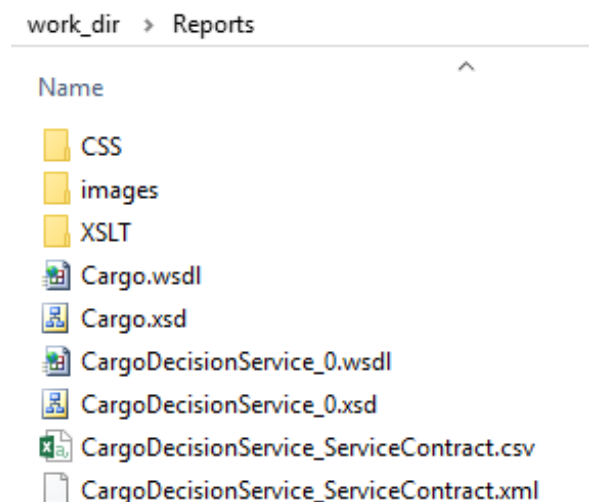 work_dir > Reports
Name
CSS
images
XSLT
Cargo.wsdl
Cargo.xsd
CargoDecisionService_0.wsdl
CargoDecisionService_0.xsd
CargoDecisionService_ServiceContract.csv
CargoDecisionService_ServiceContract.xml